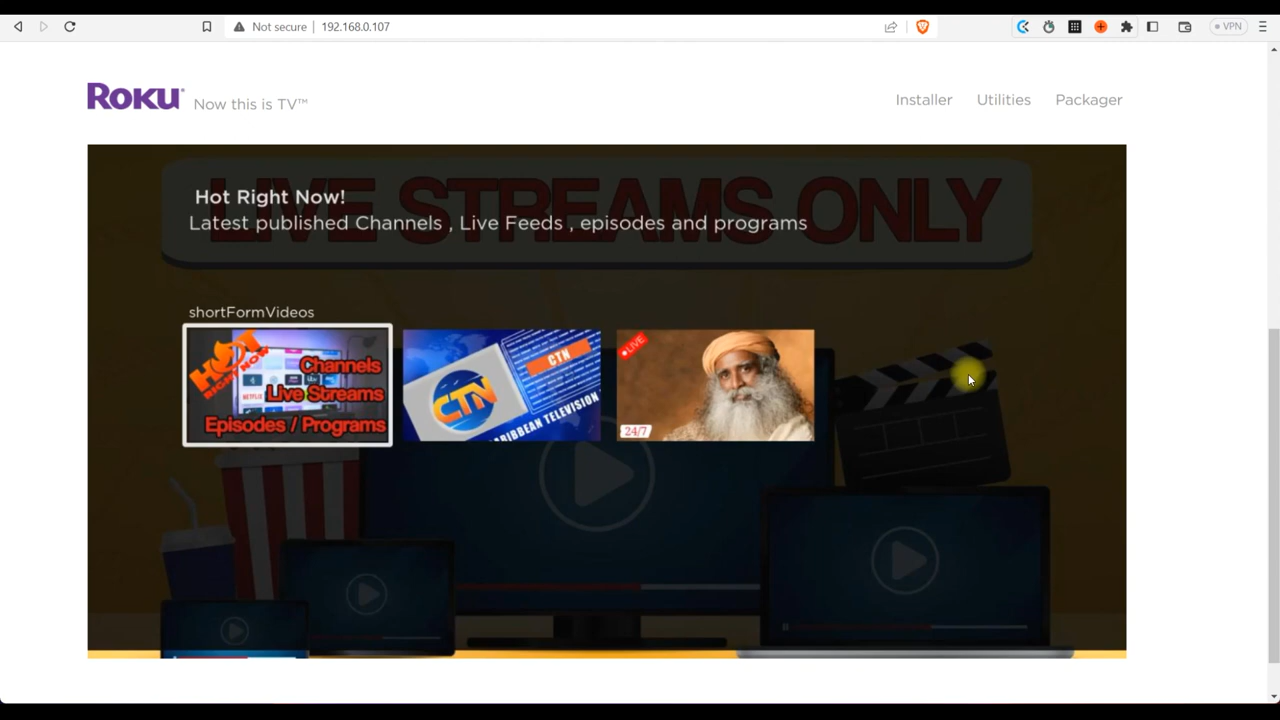 Not secure
192.168.0.107
VPN
Roku
Now this is TV™
Installer
Utilities
Packager
LIVE STREAMS ONLY
Hot Right Now!
Latest published Channels , Live Feeds , episodes and programs
shortFormVideos
HOT
RIGHT NOW
Channels
Live Streams
Episodes / Programs
NETFLIX
CTN
CTN
LIVE
24/7